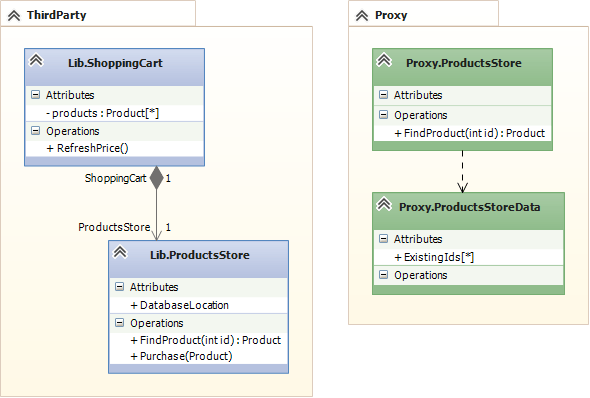 ThirdParty
Lib.ShoppingCart
Attributes
- products : Product[*]
Operations
+ RefreshPrice()
ShoppingCart 1
ProductsStore 1
Lib.ProductsStore
Attributes
+ DatabaseLocation
Operations
+ FindProduct(int id) : Product
+ Purchase(Product)
Proxy
Proxy.ProductsStore
Attributes
Operations
+ FindProduct(int id) : Product
Proxy.ProductsStoreData
Attributes
+ ExistingIds[*]
Operations